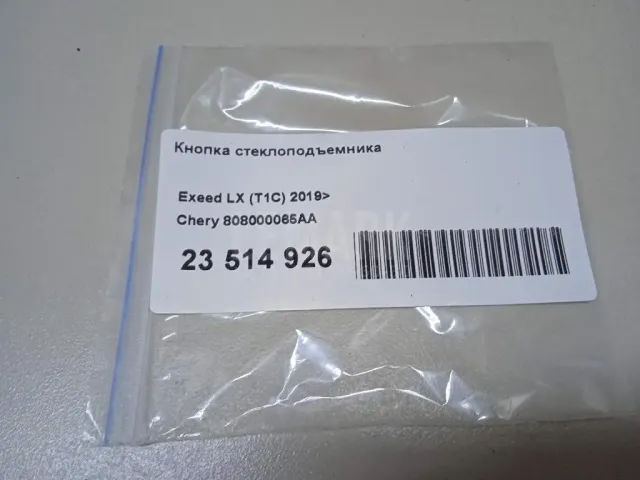 Кнопка стеклоподъемника
Exeed LX (T1C) 2019>
Chery 808000065AA
23 514 926